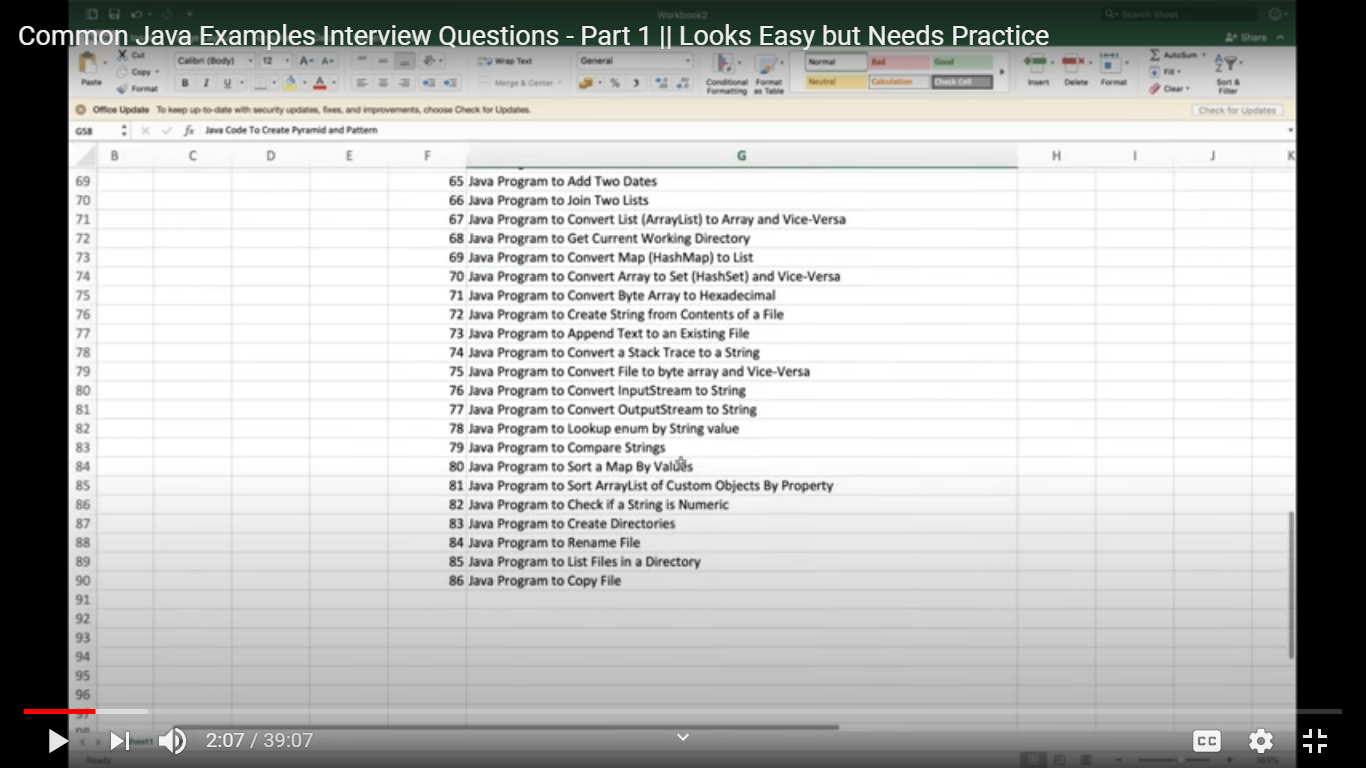 Workbook2
Search Sheet
Common Java Examples Interview Questions - Part 1 || Looks Easy but Needs Practice
Share
Cut
Calibri (Body) 12 A A
Wrap Text
General
Normal Bad Good
AutoSum
Copy
Fill
Paste
Format
B I U
Merge & Center
% )
Neutral Calculation Check Cell
Conditional Formatting
Format as Table
Insert Delete Format
Clear
Sort & Filter
Office Update To keep up-to-date with security updates, fixes, and improvements, choose Check for Updates.
Check for Updates
G58 fx Java Code To Create Pyramid and Pattern
B C D E F G H I J K
69 65 Java Program to Add Two Dates
70 66 Java Program to Join Two Lists
71 67 Java Program to Convert List (ArrayList) to Array and Vice-Versa
72 68 Java Program to Get Current Working Directory
73 69 Java Program to Convert Map (HashMap) to List
74 70 Java Program to Convert Array to Set (HashSet) and Vice-Versa
75 71 Java Program to Convert Byte Array to Hexadecimal
76 72 Java Program to Create String from Contents of a File
77 73 Java Program to Append Text to an Existing File
78 74 Java Program to Convert a Stack Trace to a String
79 75 Java Program to Convert File to byte array and Vice-Versa
80 76 Java Program to Convert InputStream to String
81 77 Java Program to Convert OutputStream to String
82 78 Java Program to Lookup enum by String value
83 79 Java Program to Compare Strings
84 80 Java Program to Sort a Map By Values
85 81 Java Program to Sort ArrayList of Custom Objects By Property
86 82 Java Program to Check if a String is Numeric
87 83 Java Program to Create Directories
88 84 Java Program to Rename File
89 85 Java Program to List Files in a Directory
90 86 Java Program to Copy File
91
92
93
94
95
96
97
2:07 / 39:07
CC
Ready
165%